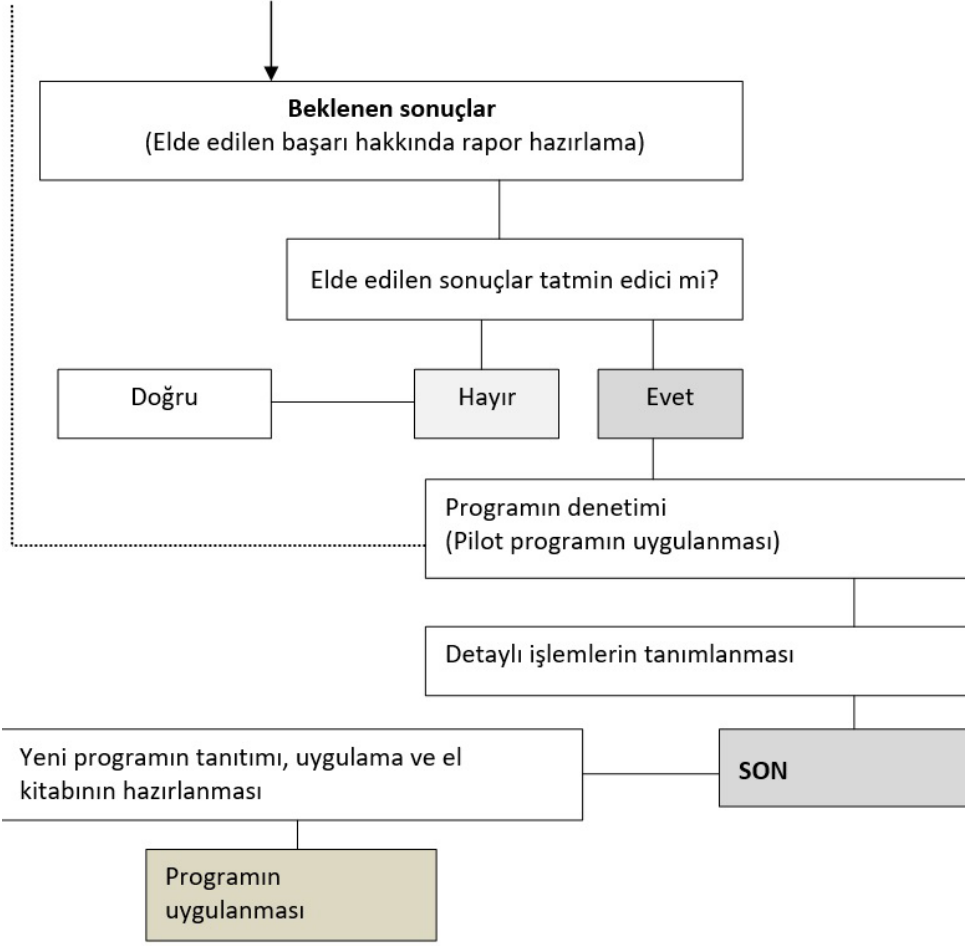 Beklenen sonuçlar
(Elde edilen başarı hakkında rapor hazırlama)
Elde edilen sonuçlar tatmin edici mi?
Doğru
Hayır
Evet
Programın denetimi
(Pilot programın uygulanması)
Detaylı işlemlerin tanımlanması
Yeni programın tanıtımı, uygulama ve el
kitabının hazırlanması
SON
Programın
uygulanması